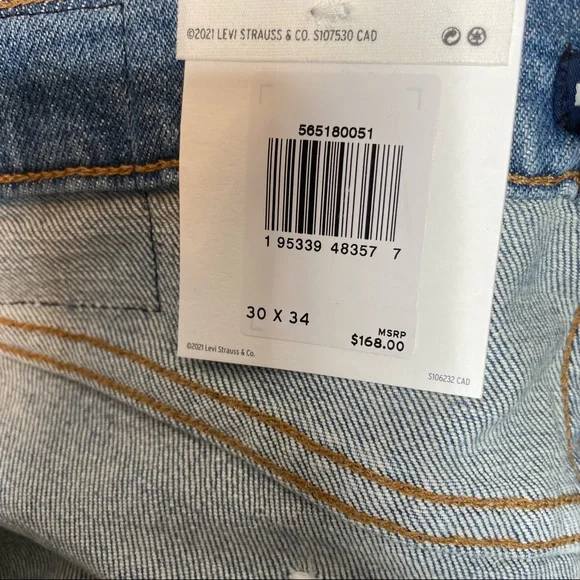 ©2021 LEVI STRAUSS & CO. S107530 CAD
565180051
1 95339 48357 7
30 X 34
MSRP
$168.00
©2021 Levi Strauss & Co.
S106232 CAD